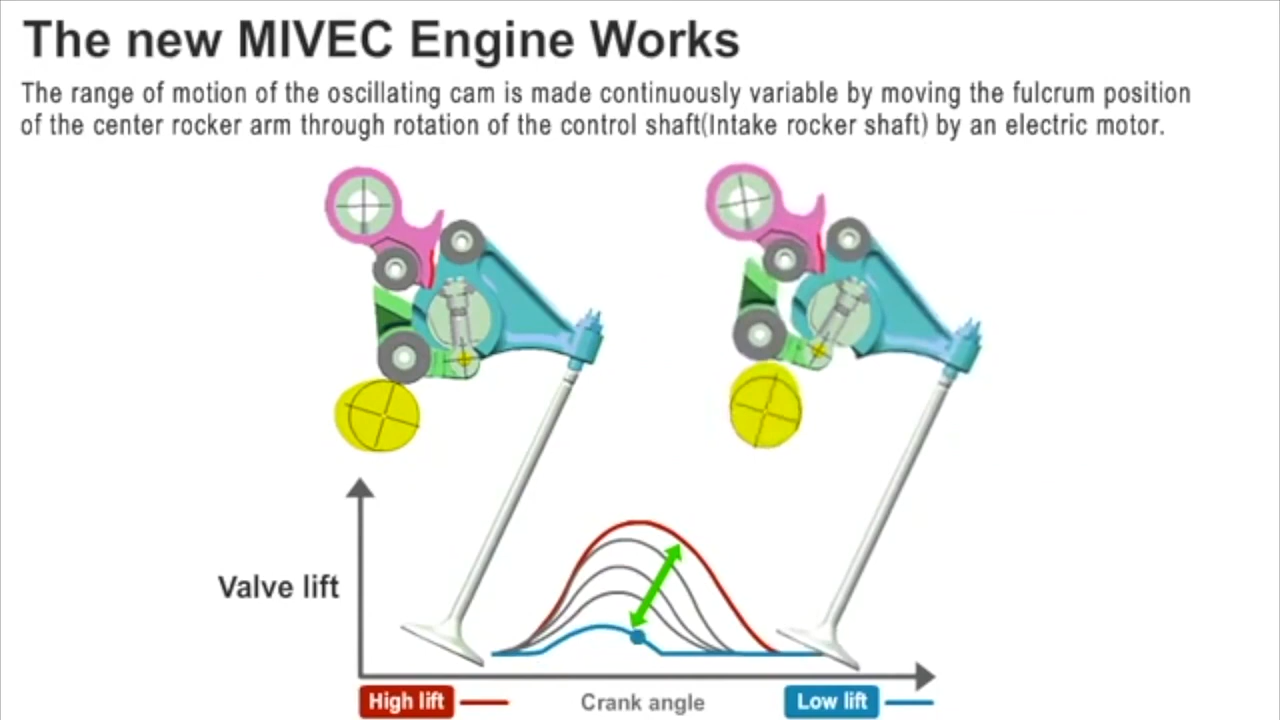 The new MIVEC Engine Works
The range of motion of the oscillating cam is made continuously variable by moving the fulcrum position
of the center rocker arm through rotation of the control shaft(Intake rocker shaft) by an electric motor.
Valve lift
High lift
Crank angle
Low lift